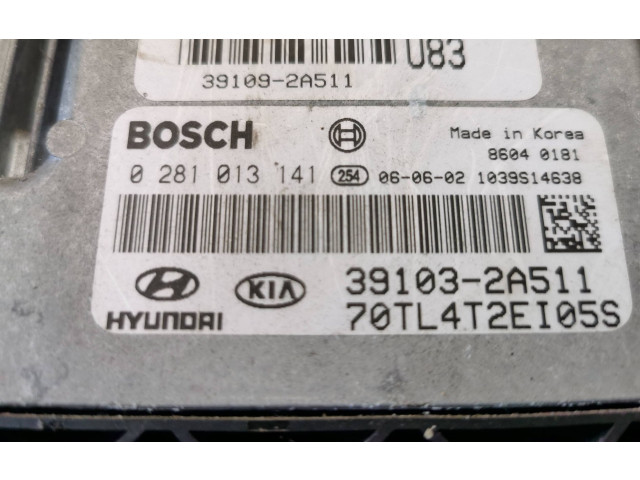 U83
39109-2A511
BOSCH
Made in Korea
8604 0181
0 281 013 141 254 06-06-02 1039S14638
HYUNDAI
KIA
39103-2A511
70TL4T2EI05S